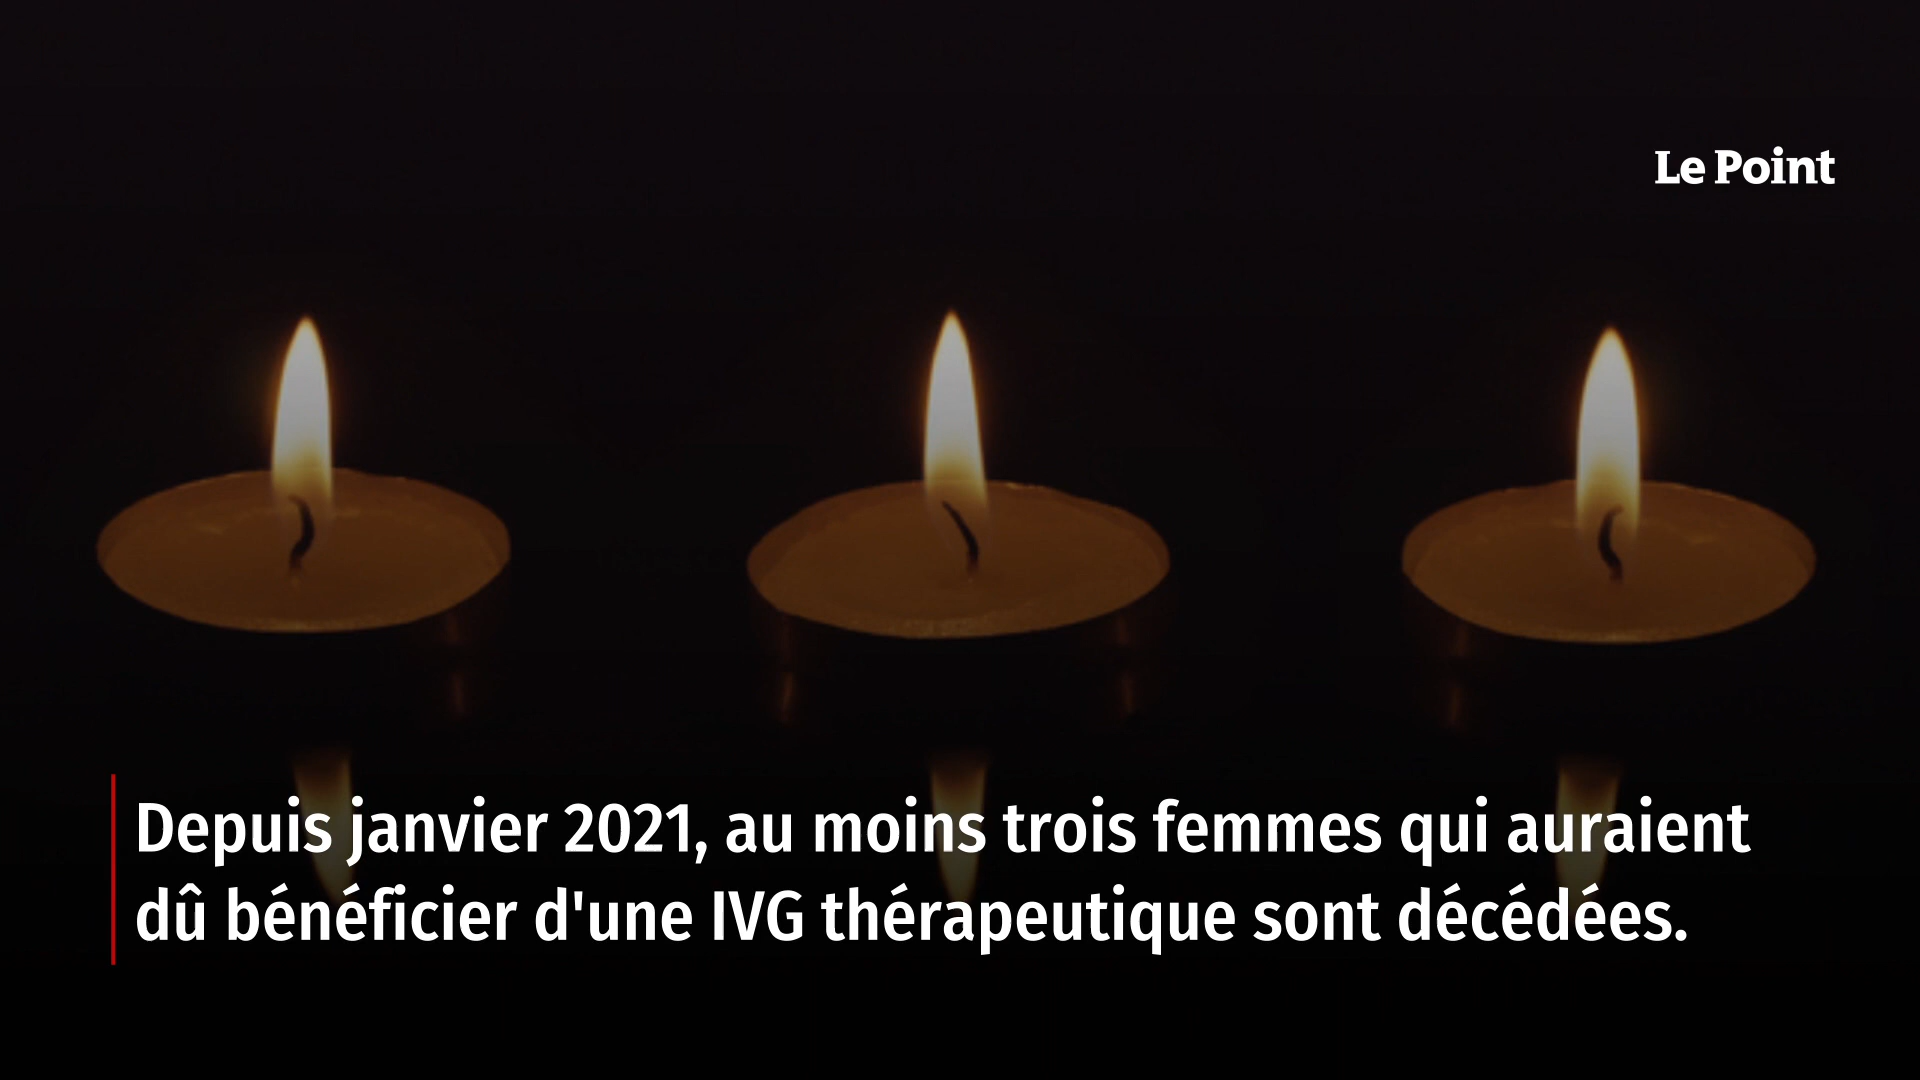 Le Point
Depuis janvier 2021, au moins trois femmes qui auraient
dû bénéficier d'une IVG thérapeutique sont décédées.